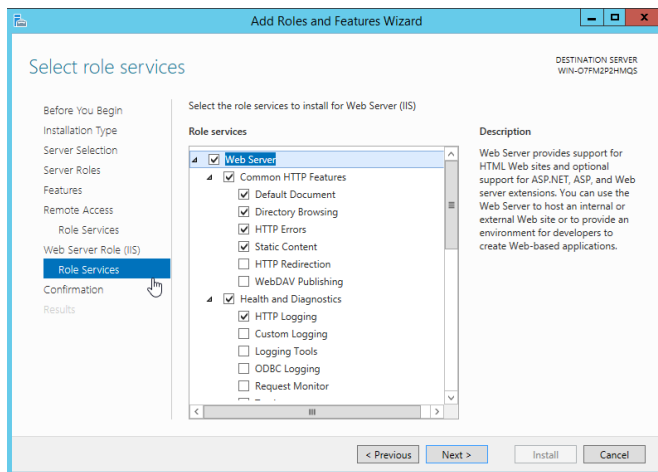 Add Roles and Features Wizard
Select role services
DESTINATION SERVER
WIN-O7FM2P2HMQS
Before You Begin
Installation Type
Server Selection
Server Roles
Features
Remote Access
Role Services
Web Server Role (IIS)
Role Services
Confirmation
Results
Select the role services to install for Web Server (IIS)
Role services
Web Server
Common HTTP Features
Default Document
Directory Browsing
HTTP Errors
Static Content
HTTP Redirection
WebDAV Publishing
Health and Diagnostics
HTTP Logging
Custom Logging
Logging Tools
ODBC Logging
Request Monitor
Description
Web Server provides support for
HTML Web sites and optional
support for ASP.NET, ASP, and Web
server extensions. You can use the
Web Server to host an internal or
external Web site or to provide an
environment for developers to
create Web-based applications.
< Previous
Next >
Install
Cancel